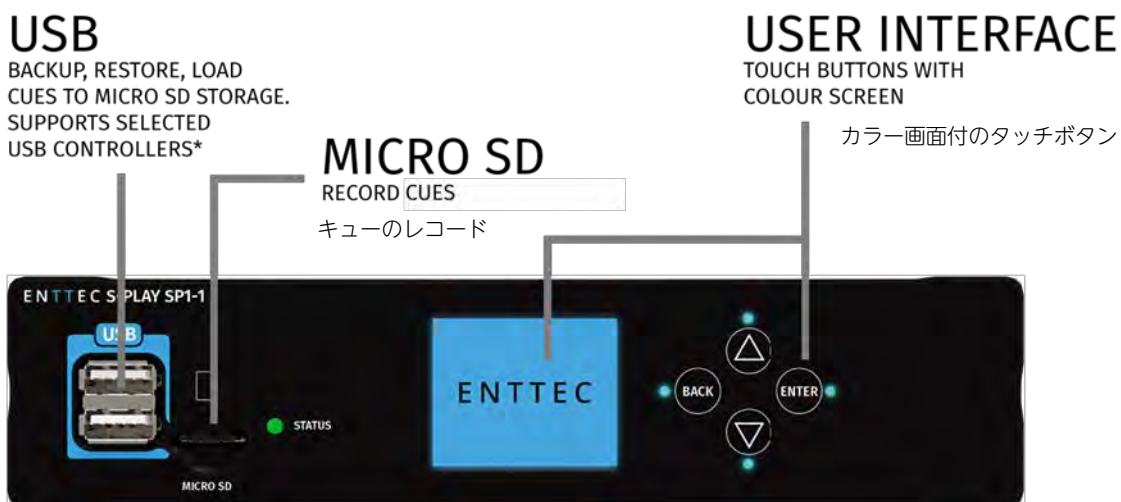 USB
BACKUP, RESTORE, LOAD
CUES TO MICRO SD STORAGE.
SUPPORTS SELECTED
USB CONTROLLERS*
USER INTERFACE
TOUCH BUTTONS WITH
COLOUR SCREEN
カラー画面付のタッチボタン
MICRO SD
RECORD CUES
キューのレコード
ENTTEC S-PLAY SP1-1
USB
STATUS
MICRO SD
ENTTEC
BACK
ENTER